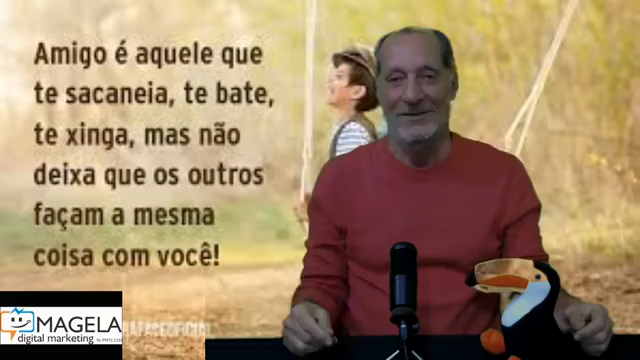 Amigo é aquele que
te sacaneia, te bate,
te xinga, mas não
deixa que os outros
façam a mesma
coisa com você!
MAGELA
digital marketing